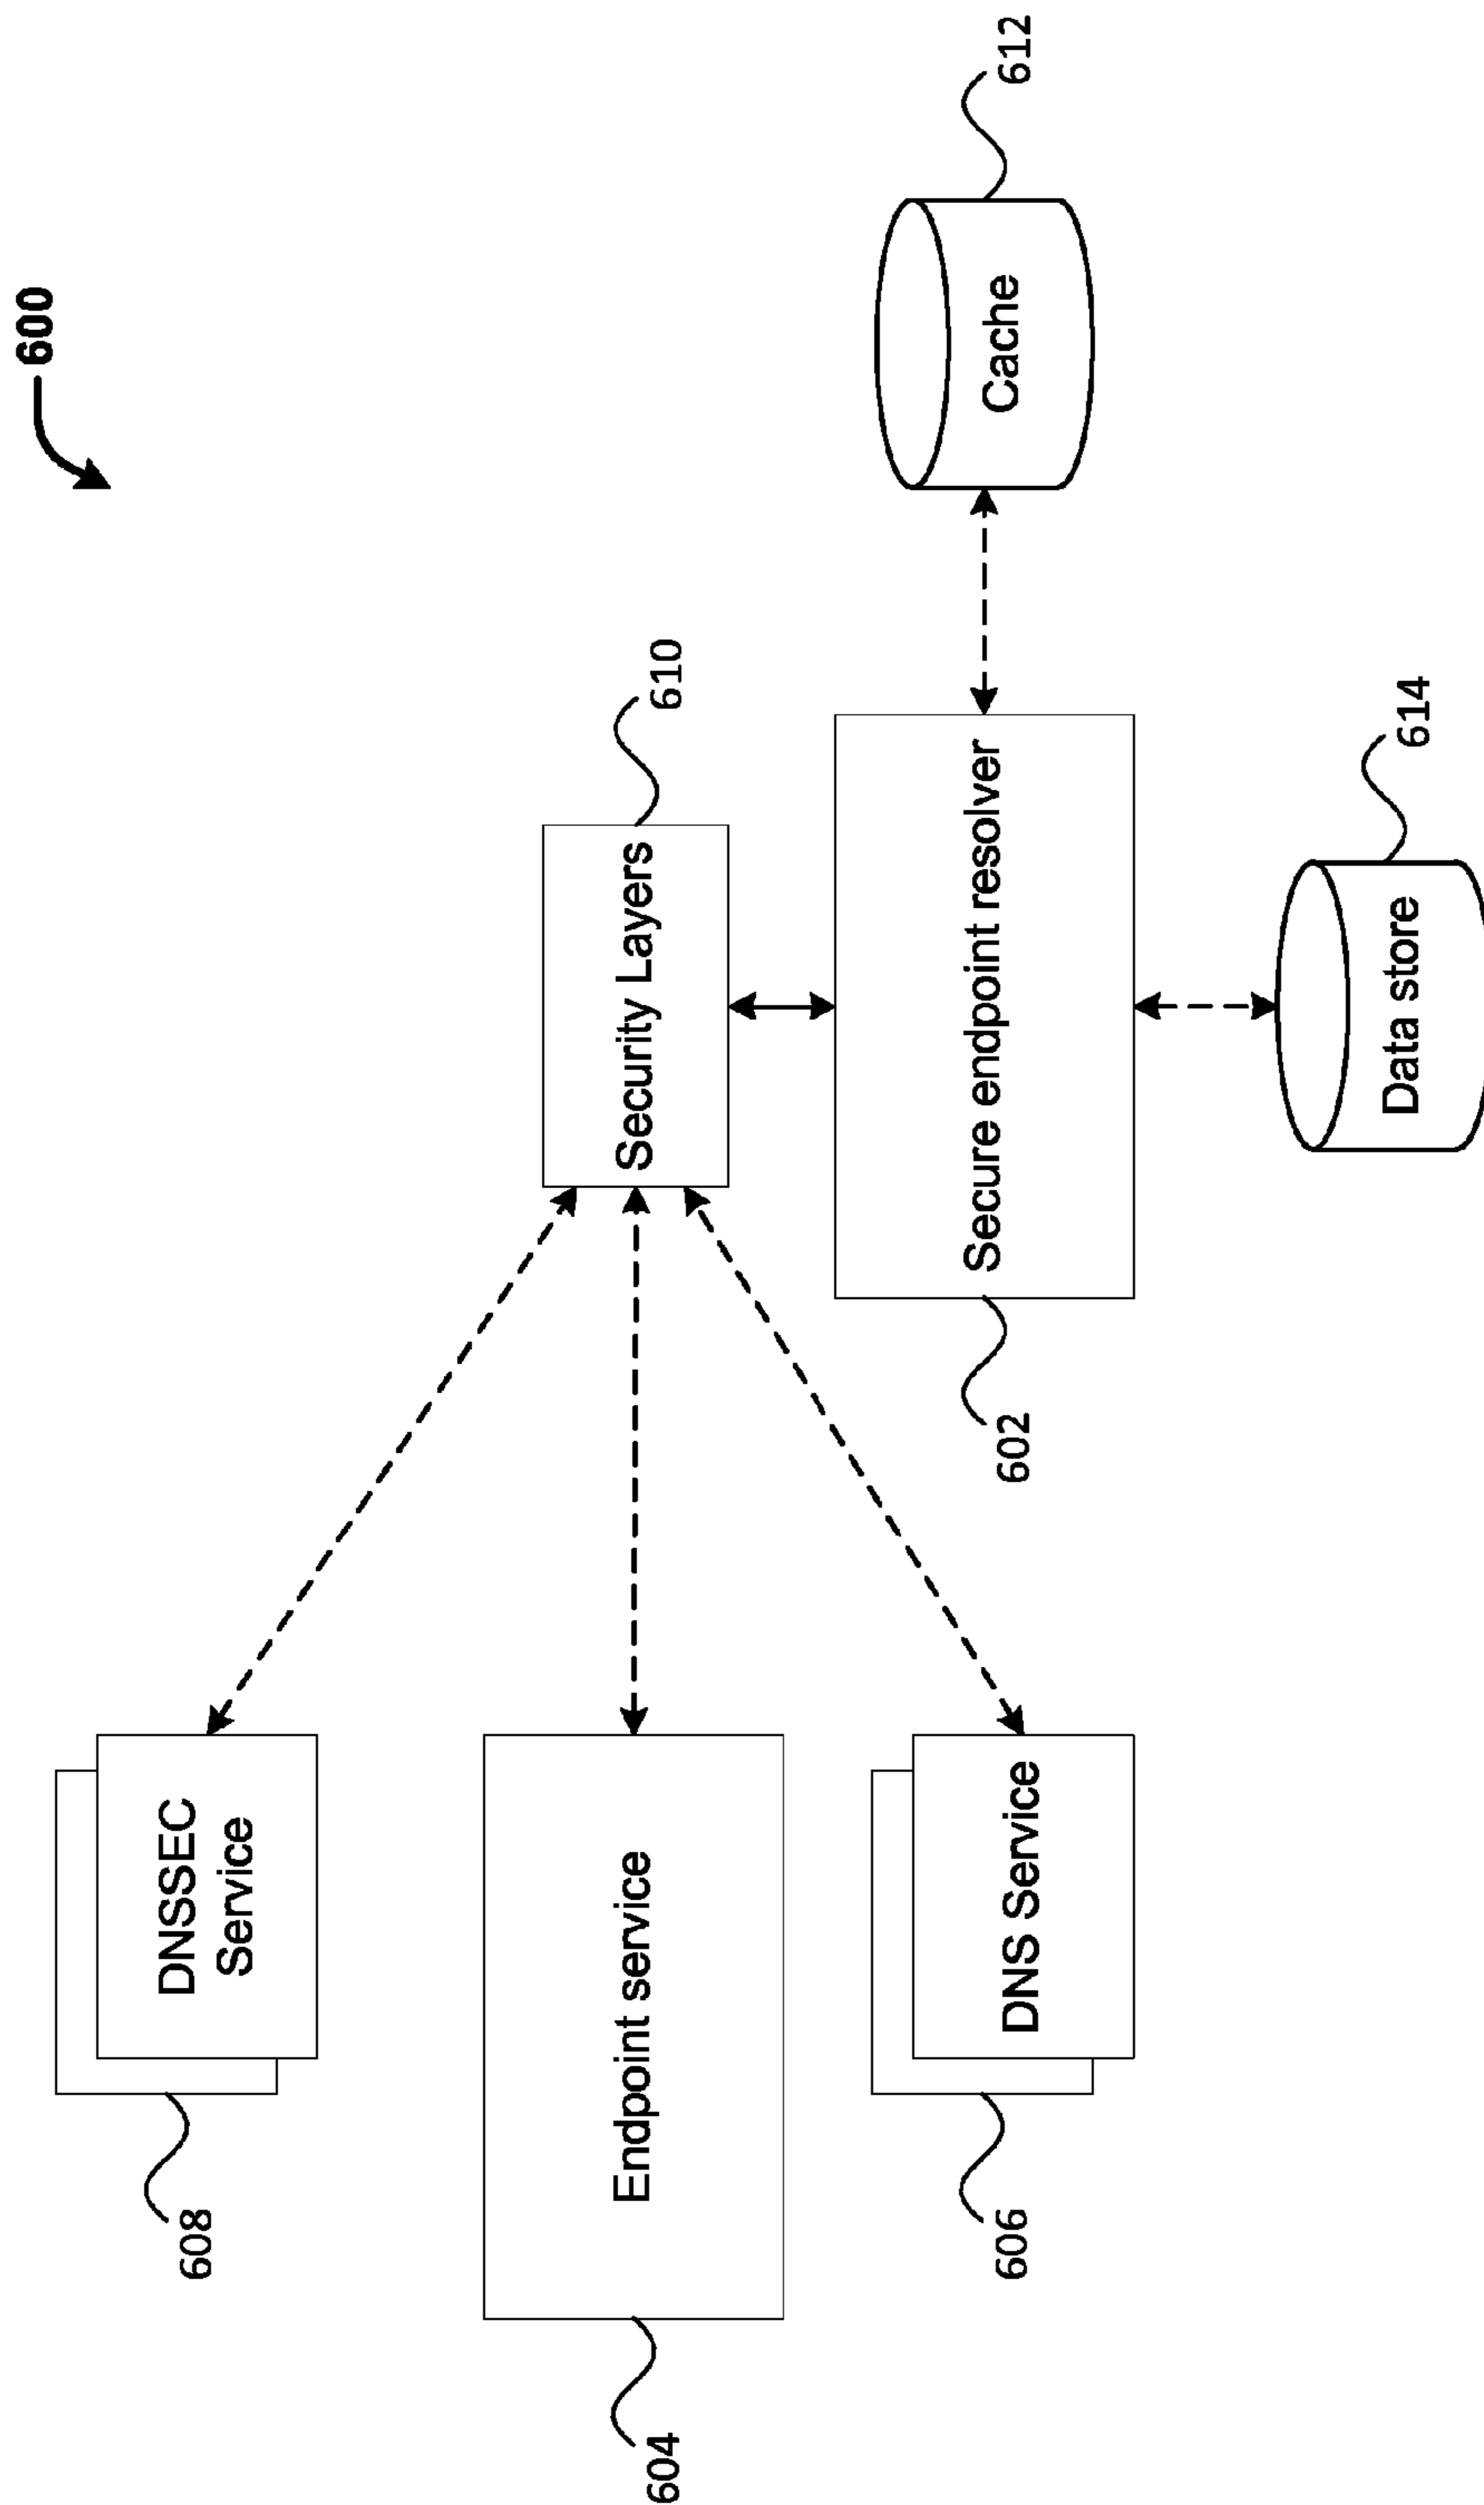 600
608
DNSSEC
Service
610
Security Layers
604
Endpoint service
606
DNS Service
602
Secure endpoint resolver
612
Cache
614
Data store